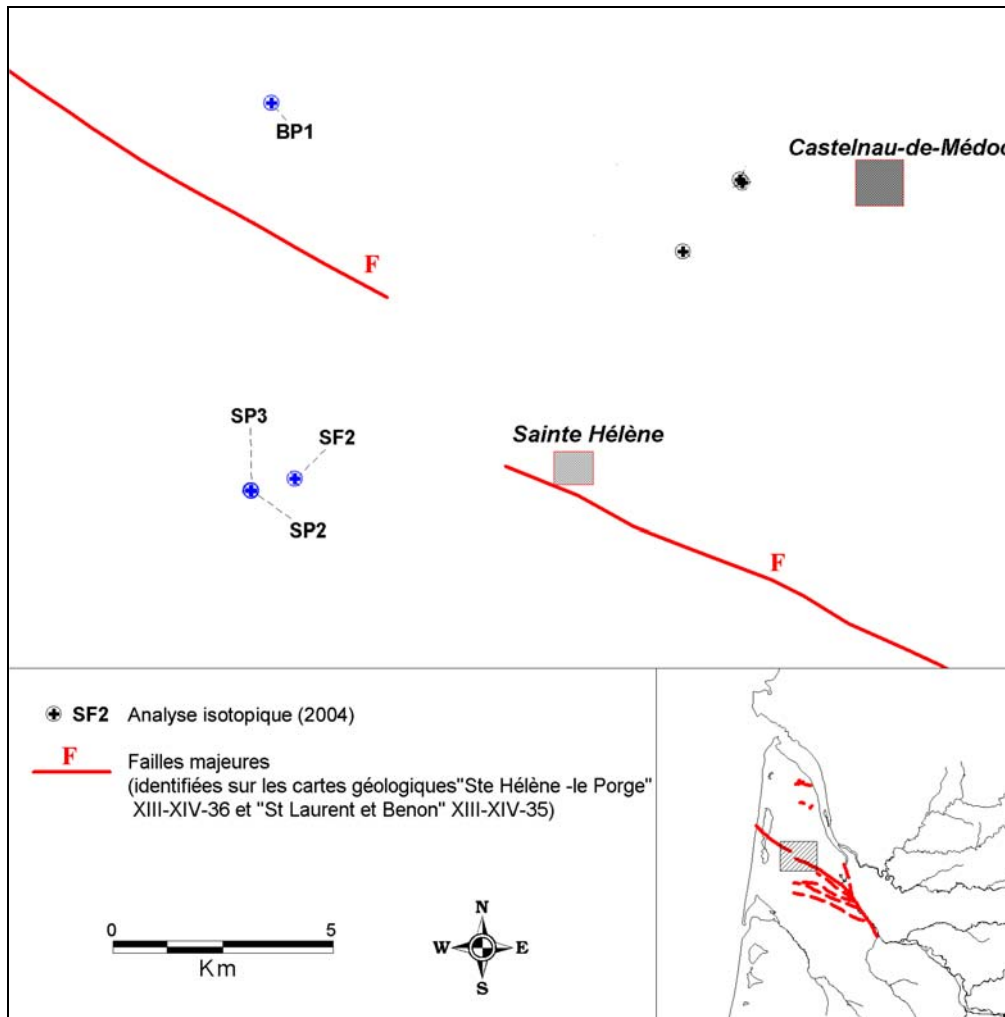 BP1
Castelnau-de-Médoc
F
SP3
SF2
Sainte Hélène
SP2
F
SF2 Analyse isotopique (2004)
F
Failles majeures
(identifiées sur les cartes géologiques"Ste Hélène -le Porge"
XIII-XIV-36 et "St Laurent et Benon" XIII-XIV-35)
0 5
Km
N
W E
S